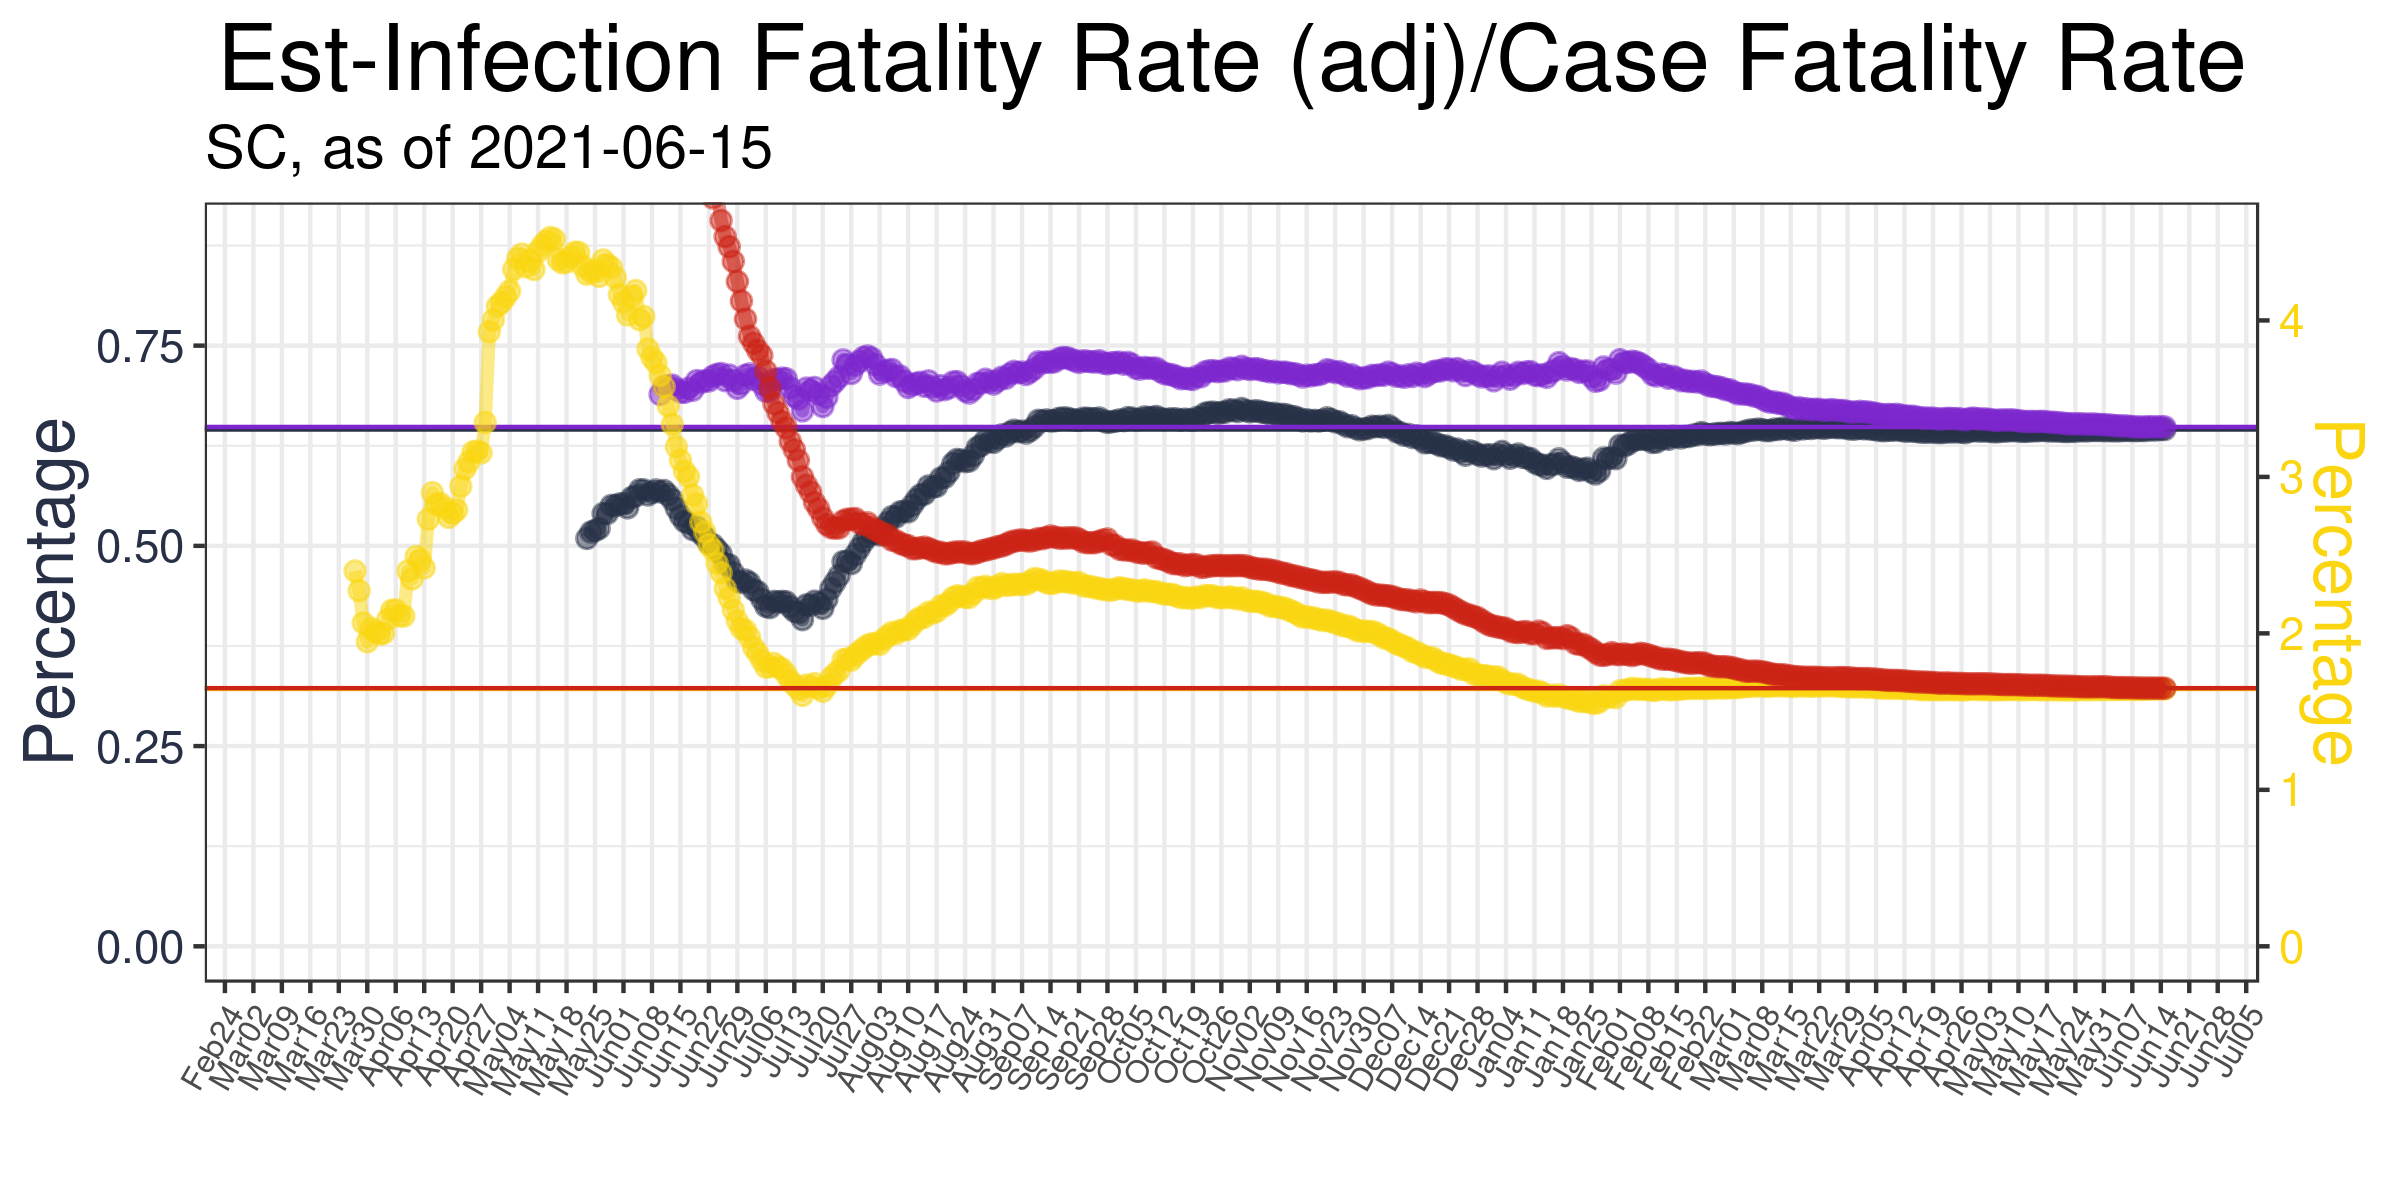 Est-Infection Fatality Rate (adj)/Case Fatality Rate
SC, as of 2021-06-15
Percentage
0.75
0.50
0.25
0.00
4
3
2
1
0
Percentage
Feb24
Mar02
Mar09
Mar16
Mar23
Mar30
Apr06
Apr13
Apr20
Apr27
May04
May11
May18
May25
Jun01
Jun08
Jun15
Jun22
Jun29
Jul06
Jul13
Jul20
Jul27
Aug03
Aug10
Aug17
Aug24
Aug31
Sep07
Sep14
Sep21
Sep28
Oct05
Oct12
Oct19
Oct26
Nov02
Nov09
Nov16
Nov23
Nov30
Dec07
Dec14
Dec21
Dec28
Jan04
Jan11
Jan18
Jan25
Feb01
Feb08
Feb15
Feb22
Mar01
Mar08
Mar15
Mar22
Mar29
Apr05
Apr12
Apr19
Apr26
May03
May10
May17
May24
May31
Jun07
Jun14
Jun21
Jun28
Jul05